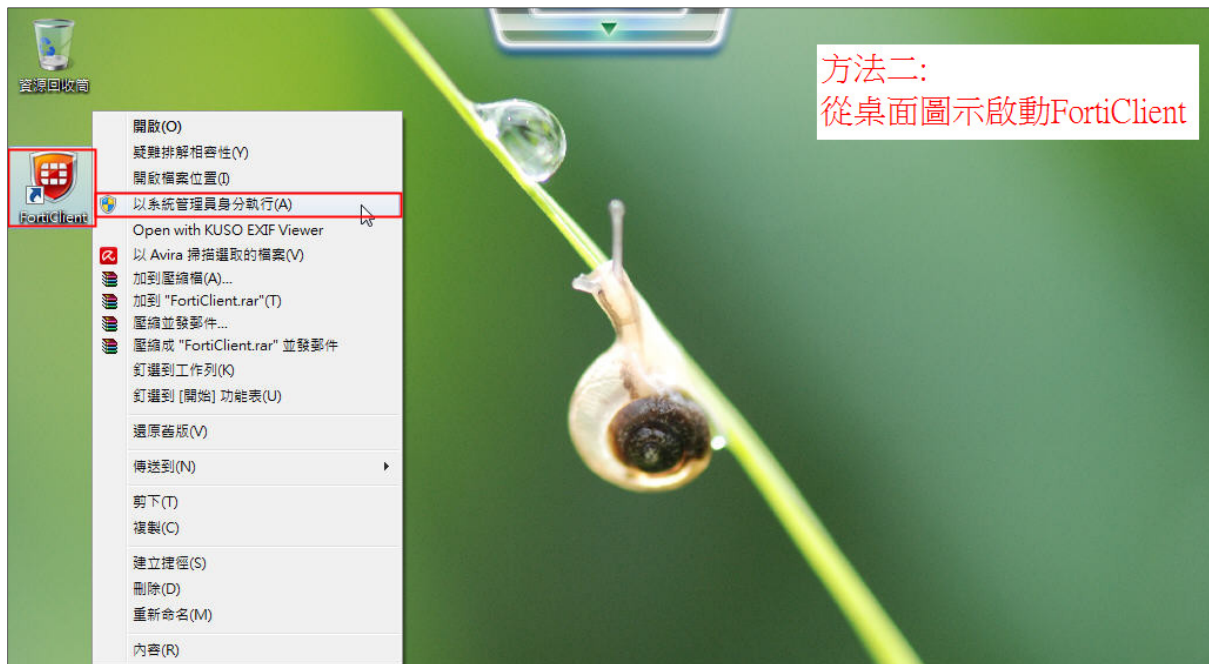 資源回收筒
方法二:
從桌面圖示啟動FortiClient
FortiClient
開啟(O)
疑難排解相容性(Y)
開啟檔案位置(I)
以系統管理員身分執行(A)
Open with KUSO EXIF Viewer
以 Avira 掃描選取的檔案(V)
加到壓縮檔(A)...
加到 "FortiClient.rar"(T)
壓縮並發郵件...
壓縮成 "FortiClient.rar" 並發郵件
釘選到工作列(K)
釘選到 [開始] 功能表(U)
還原舊版(V)
傳送到(N)
剪下(T)
複製(C)
建立捷徑(S)
刪除(D)
重新命名(M)
內容(R)